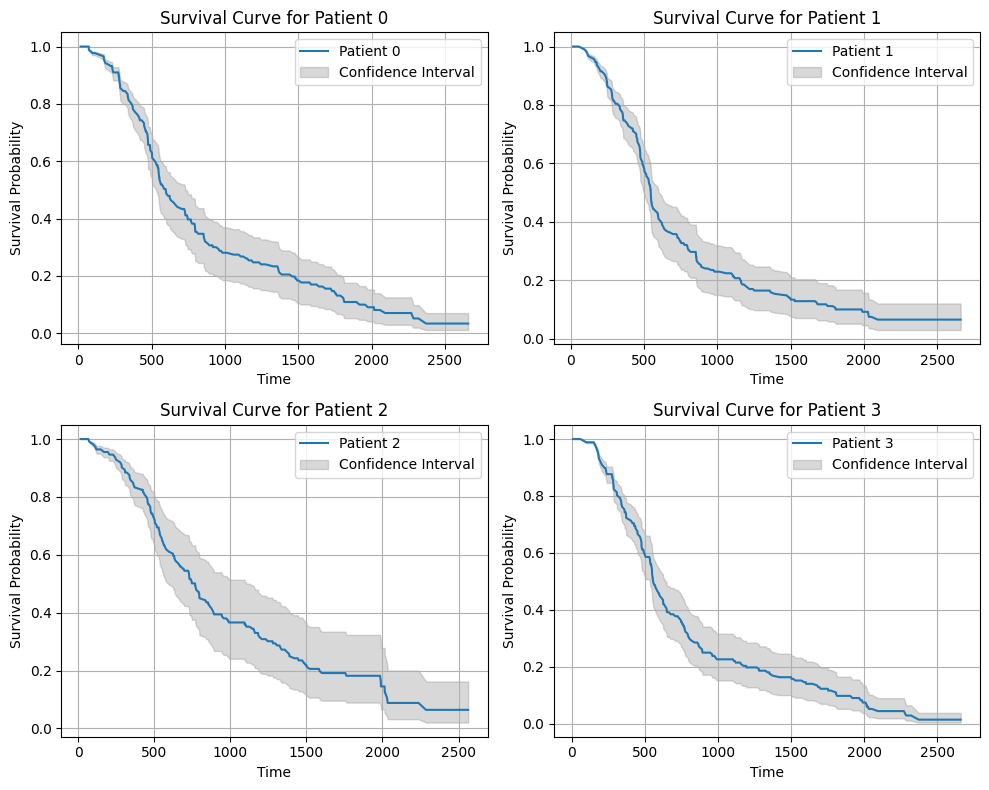 Survival Curve for Patient 0
1.0
0.8
0.6
0.4
0.2
0.0
Survival Probability
Patient 0
Confidence Interval
0 500 1000 1500 2000 2500
Time
Survival Curve for Patient 1
1.0
0.8
0.6
0.4
0.2
0.0
Survival Probability
Patient 1
Confidence Interval
0 500 1000 1500 2000 2500
Time
Survival Curve for Patient 2
1.0
0.8
0.6
0.4
0.2
0.0
Survival Probability
Patient 2
Confidence Interval
0 500 1000 1500 2000 2500
Time
Survival Curve for Patient 3
1.0
0.8
0.6
0.4
0.2
0.0
Survival Probability
Patient 3
Confidence Interval
0 500 1000 1500 2000 2500
Time